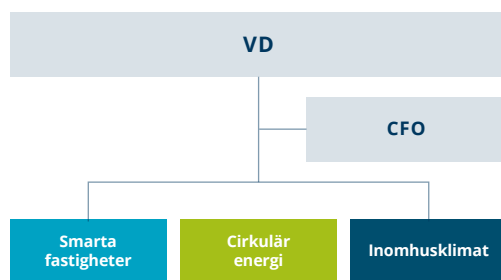 VD
CFO
Smarta
fastigheter
Cirkulär
energi
Inomhusklimat